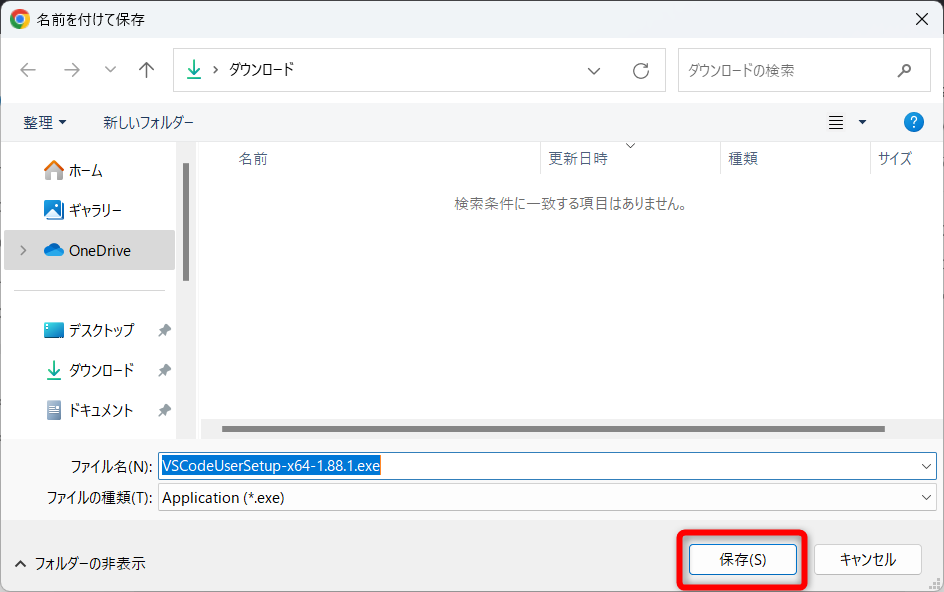 名前を付けて保存
ダウンロード
ダウンロードの検索
整理 新しいフォルダー
名前 更新日時 種類 サイズ
検索条件に一致する項目はありません。
ホーム
ギャラリー
OneDrive
デスクトップ
ダウンロード
ドキュメント
ファイル名(N): VSCodeUserSetup-x64-1.88.1.exe
ファイルの種類(T): Application (*.exe)
フォルダーの非表示
保存(S) キャンセル